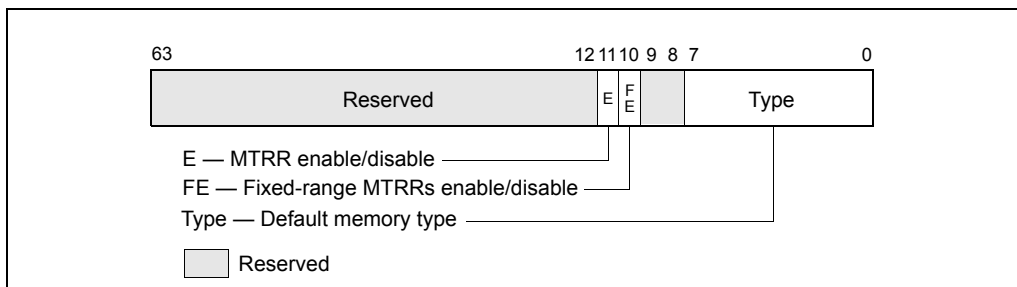 63 12 11 10 9 8 7 0
Reserved E F E Type
E — MTRR enable/disable
FE — Fixed-range MTRRs enable/disable
Type — Default memory type
Reserved